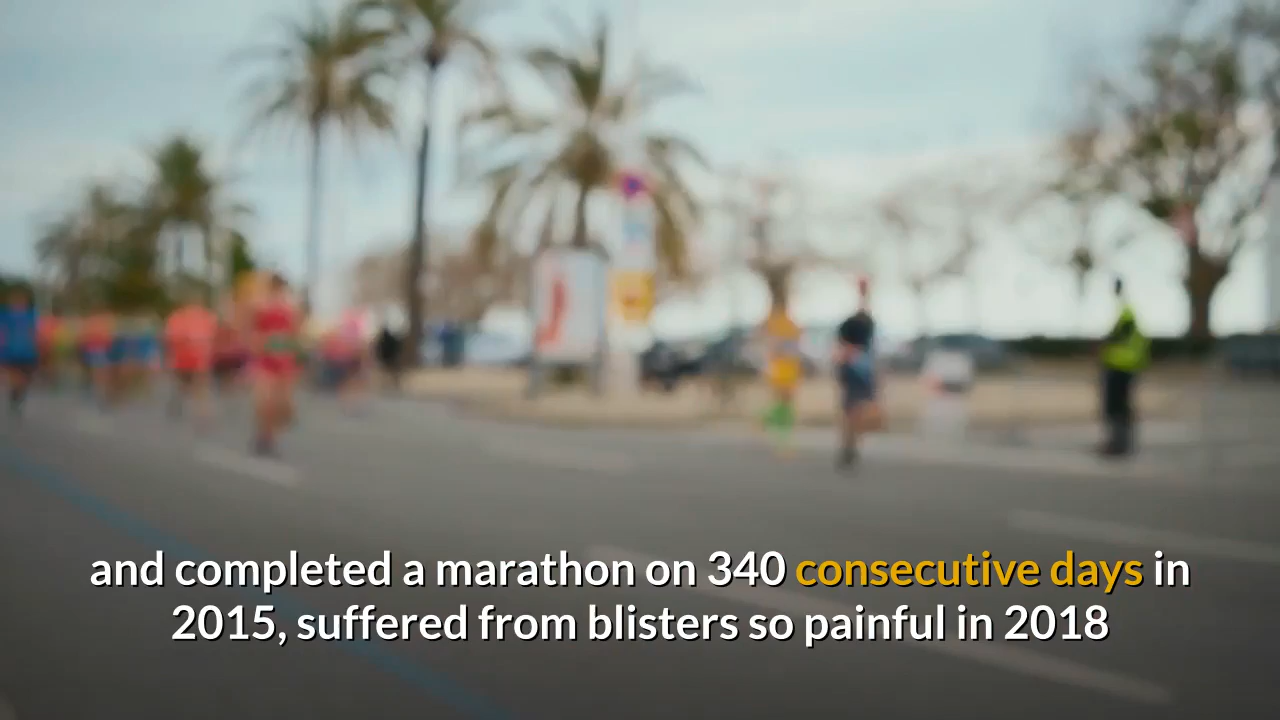 and completed a marathon on 340 consecutive days in
2015, suffered from blisters so painful in 2018